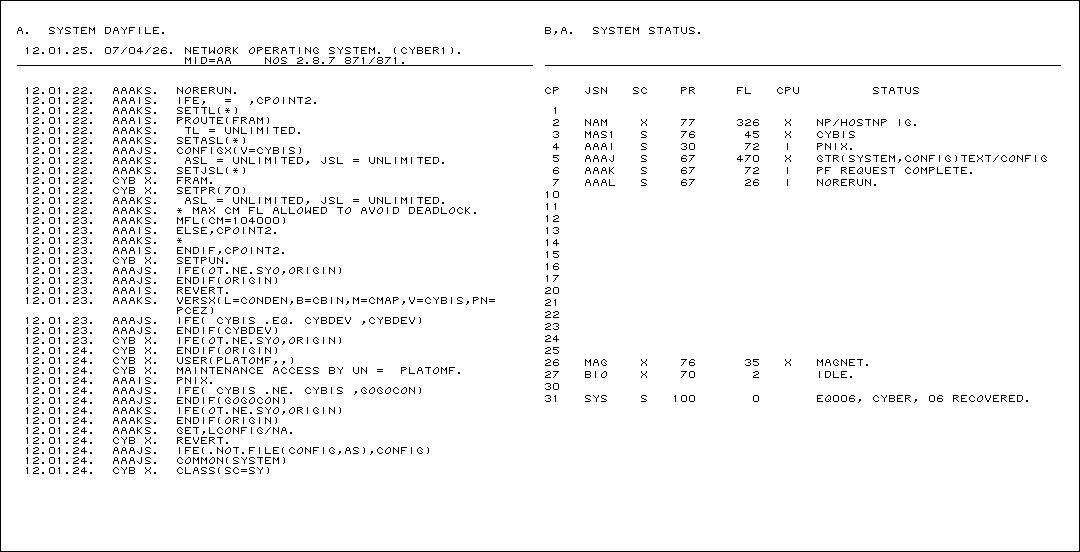 A.  SYSTEM DAYFILE.
12.01.25. 07/04/26. NETWORK OPERATING SYSTEM. (CYBER1).
MID=AA    NOS 2.8.7 871/871.
12.01.22.  AAAKS.  NORERUN.
12.01.22.  AAAIS.  IFE,  =  ,CPOINT2.
12.01.22.  AAAKS.  SETTL(*)
12.01.22.  AAAIS.  PROUTE(FRAM)
12.01.22.  AAAKS.   TL = UNLIMITED.
12.01.22.  AAAKS.  SETASL(*)
12.01.22.  AAAJS.  CONFIGX(V=CYBIS)
12.01.22.  AAAKS.   ASL = UNLIMITED, JSL = UNLIMITED.
12.01.22.  AAAKS.  SETJSL(*)
12.01.22.  CYB X.  FRAM.
12.01.22.  CYB X.  SETPR(70)
12.01.22.  AAAKS.   ASL = UNLIMITED, JSL = UNLIMITED.
12.01.22.  AAAKS.  * MAX CM FL ALLOWED TO AVOID DEADLOCK.
12.01.22.  AAAKS.  MFL(CM=104000)
12.01.23.  AAAIS.  ELSE,CPOINT2.
12.01.23.  AAAKS.  *
12.01.23.  AAAIS.  ENDIF,CPOINT2.
12.01.23.  CYB X.  SETPUN.
12.01.23.  AAAJS.  IFE(OT.NE.SYO,ORIGIN)
12.01.23.  AAAJS.  ENDIF(ORIGIN)
12.01.23.  AAAIS.  REVERT.
12.01.23.  AAAKS.  VERSX(L=CONDEN,B=CBIN,M=CMAP,V=CYBIS,PN=
PCEZ)
12.01.23.  AAAJS.  IFE( CYBIS .EQ. CYBDEV ,CYBDEV)
12.01.23.  AAAJS.  ENDIF(CYBDEV)
12.01.23.  CYB X.  IFE(OT.NE.SYO,ORIGIN)
12.01.24.  CYB X.  ENDIF(ORIGIN)
12.01.24.  CYB X.  USER(PLATOMF,,)
12.01.24.  CYB X.  MAINTENANCE ACCESS BY UN =  PLATOMF.
12.01.24.  AAAIS.  PNIX.
12.01.24.  AAAJS.  IFE( CYBIS .NE. CYBIS ,GOGOCON)
12.01.24.  AAAJS.  ENDIF(GOGOCON)
12.01.24.  AAAKS.  IFE(OT.NE.SYO,ORIGIN)
12.01.24.  AAAKS.  ENDIF(ORIGIN)
12.01.24.  AAAKS.  GET,LCONFIG/NA.
12.01.24.  CYB X.  REVERT.
12.01.24.  AAAJS.  IFE(.NOT.FILE(CONFIG,AS),CONFIG)
12.01.24.  AAAJS.  COMMON(SYSTEM)
12.01.24.  CYB X.  CLASS(SC=SY)
B,A.  SYSTEM STATUS.
CP   JSN   SC    PR     FL   CPU         STATUS
1
2   NAM    X    77     326   X   NP/HOSTNP IG.
3   MAS1   S    76      45   X   CYBIS
4   AAAI   S    30      72   I   PNIX.
5   AAAJ   S    67     470   X   GTR(SYSTEM,CONFIG)TEXT/CONFIG
6   AAAK   S    67      72   I   PF REQUEST COMPLETE.
7   AAAL   S    67      26   I   NORERUN.
10
11
12
13
14
15
16
17
20
21
22
23
24
25
26   MAG    X    76      35   X   MAGNET.
27   BIO    X    70       2       IDLE.
30
31   SYS    S   100       0       EQ006, CYBER, 06 RECOVERED.